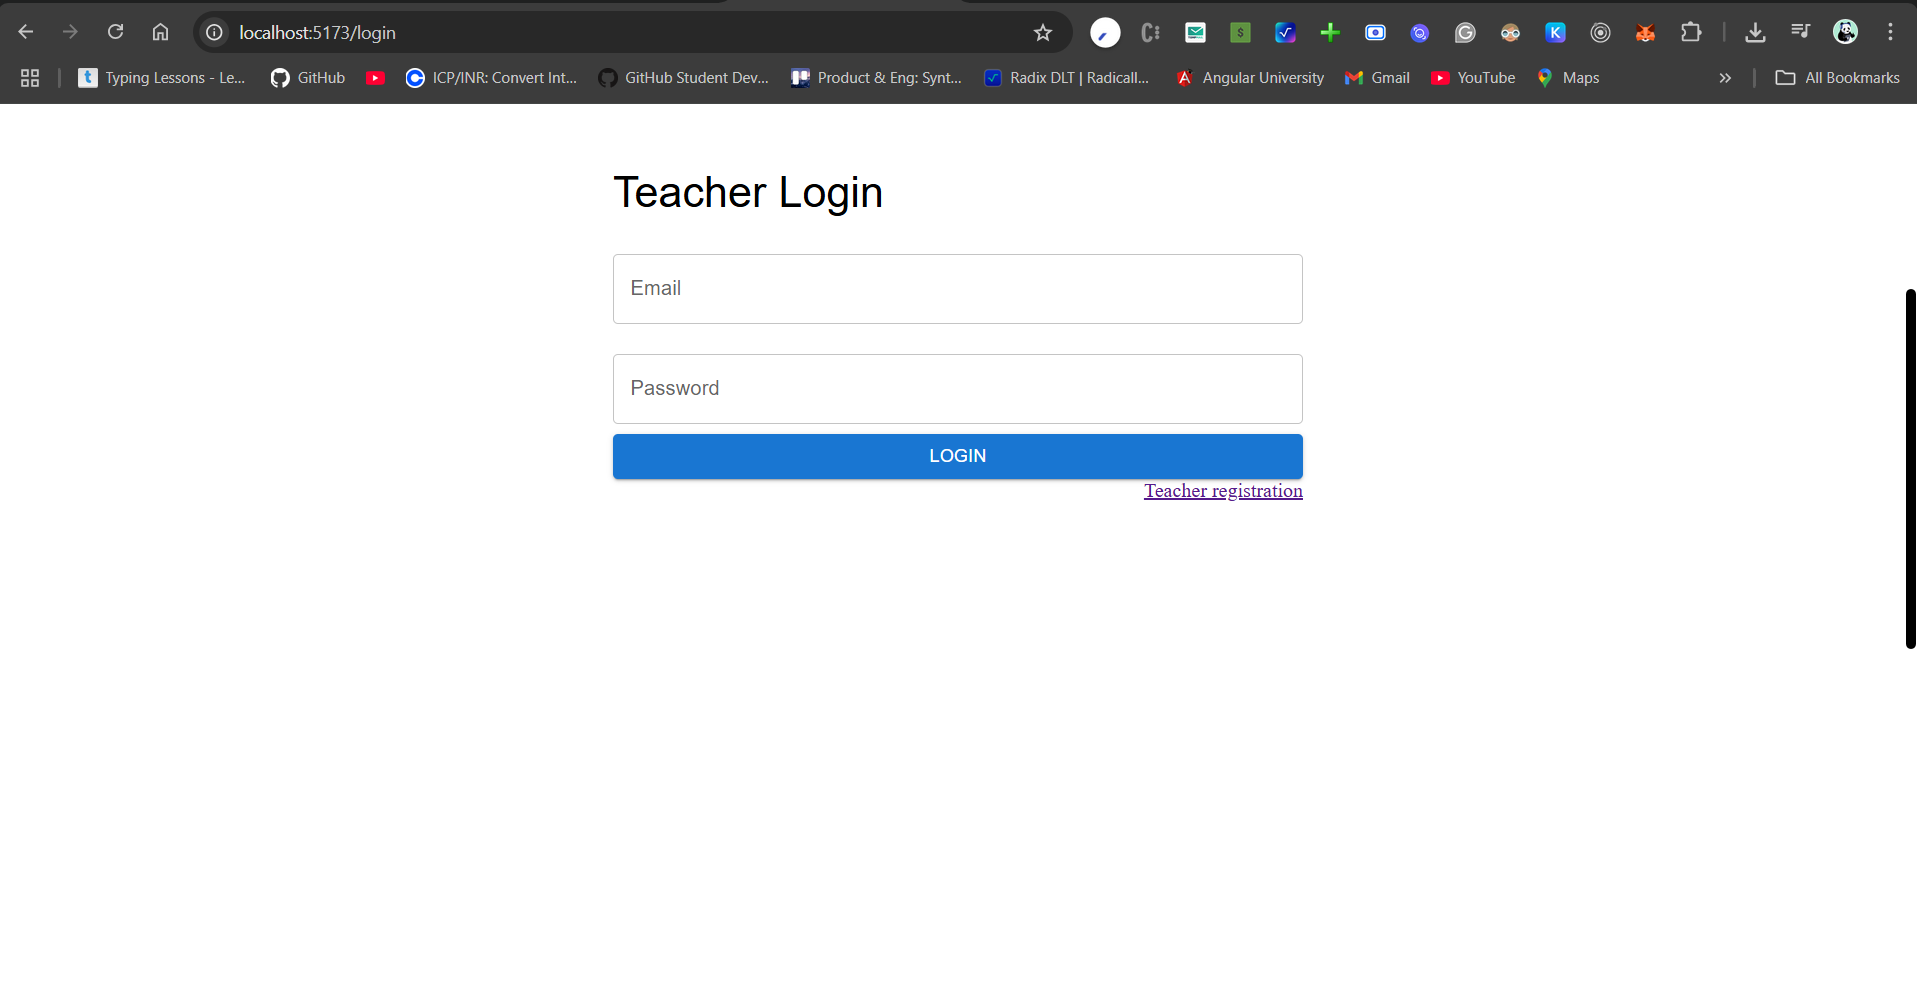 localhost:5173/login
Typing Lessons - Le... GitHub ICP/INR: Convert Int... GitHub Student Dev... Product & Eng: Synt... Radix DLT | Radicall... Angular University Gmail YouTube Maps » All Bookmarks
Teacher Login
Email
Password
LOGIN
Teacher registration